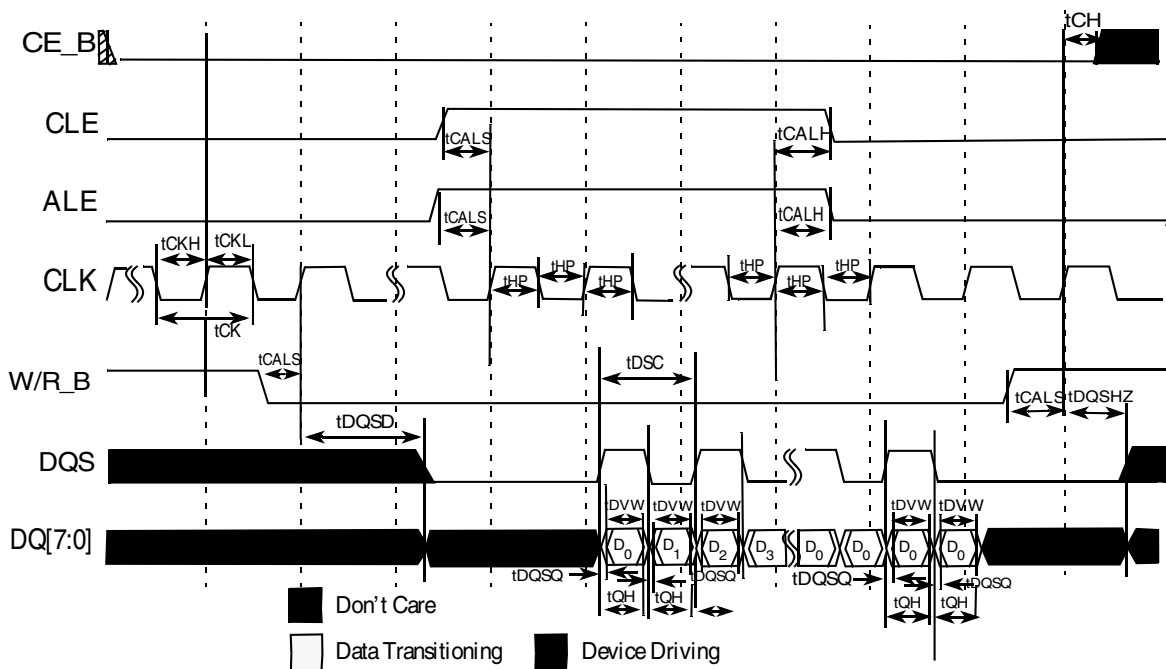 tCH
CE_B
CLE
tCALS tCALH
ALE
tCALS tCALH
tCKH tCKL
CLK
tHP tHP tHP tHP tHP tHP
tCK
tCALS tDSC
W/R_B
tCALS tDQSHZ
tDQSD
DQS
tDVW tDVW tDVW tDVW tDVW
DQ[7:0]
D0 D1 D2 D3 D0 D0 D0 D0
tDQSQ tDQSQ tDQSQ tDQSQ
tQH tQH tQH tQH
Don't Care
Data Transitioning Device Driving